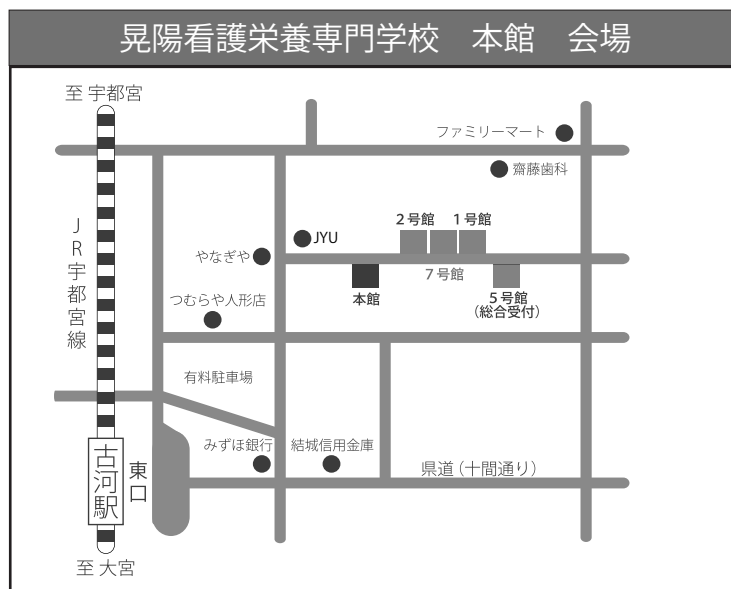 晃陽看護栄養専門学校　本館　会場
至 宇都宮
ファミリーマート
齋藤歯科
2号館
1号館
JYU
JR宇都宮線
やなぎや
7号館
本館
5号館
(総合受付)
つむらや人形店
有料駐車場
みずほ銀行
結城信用金庫
県道(十間通り)
古河駅
東口
至 大宮